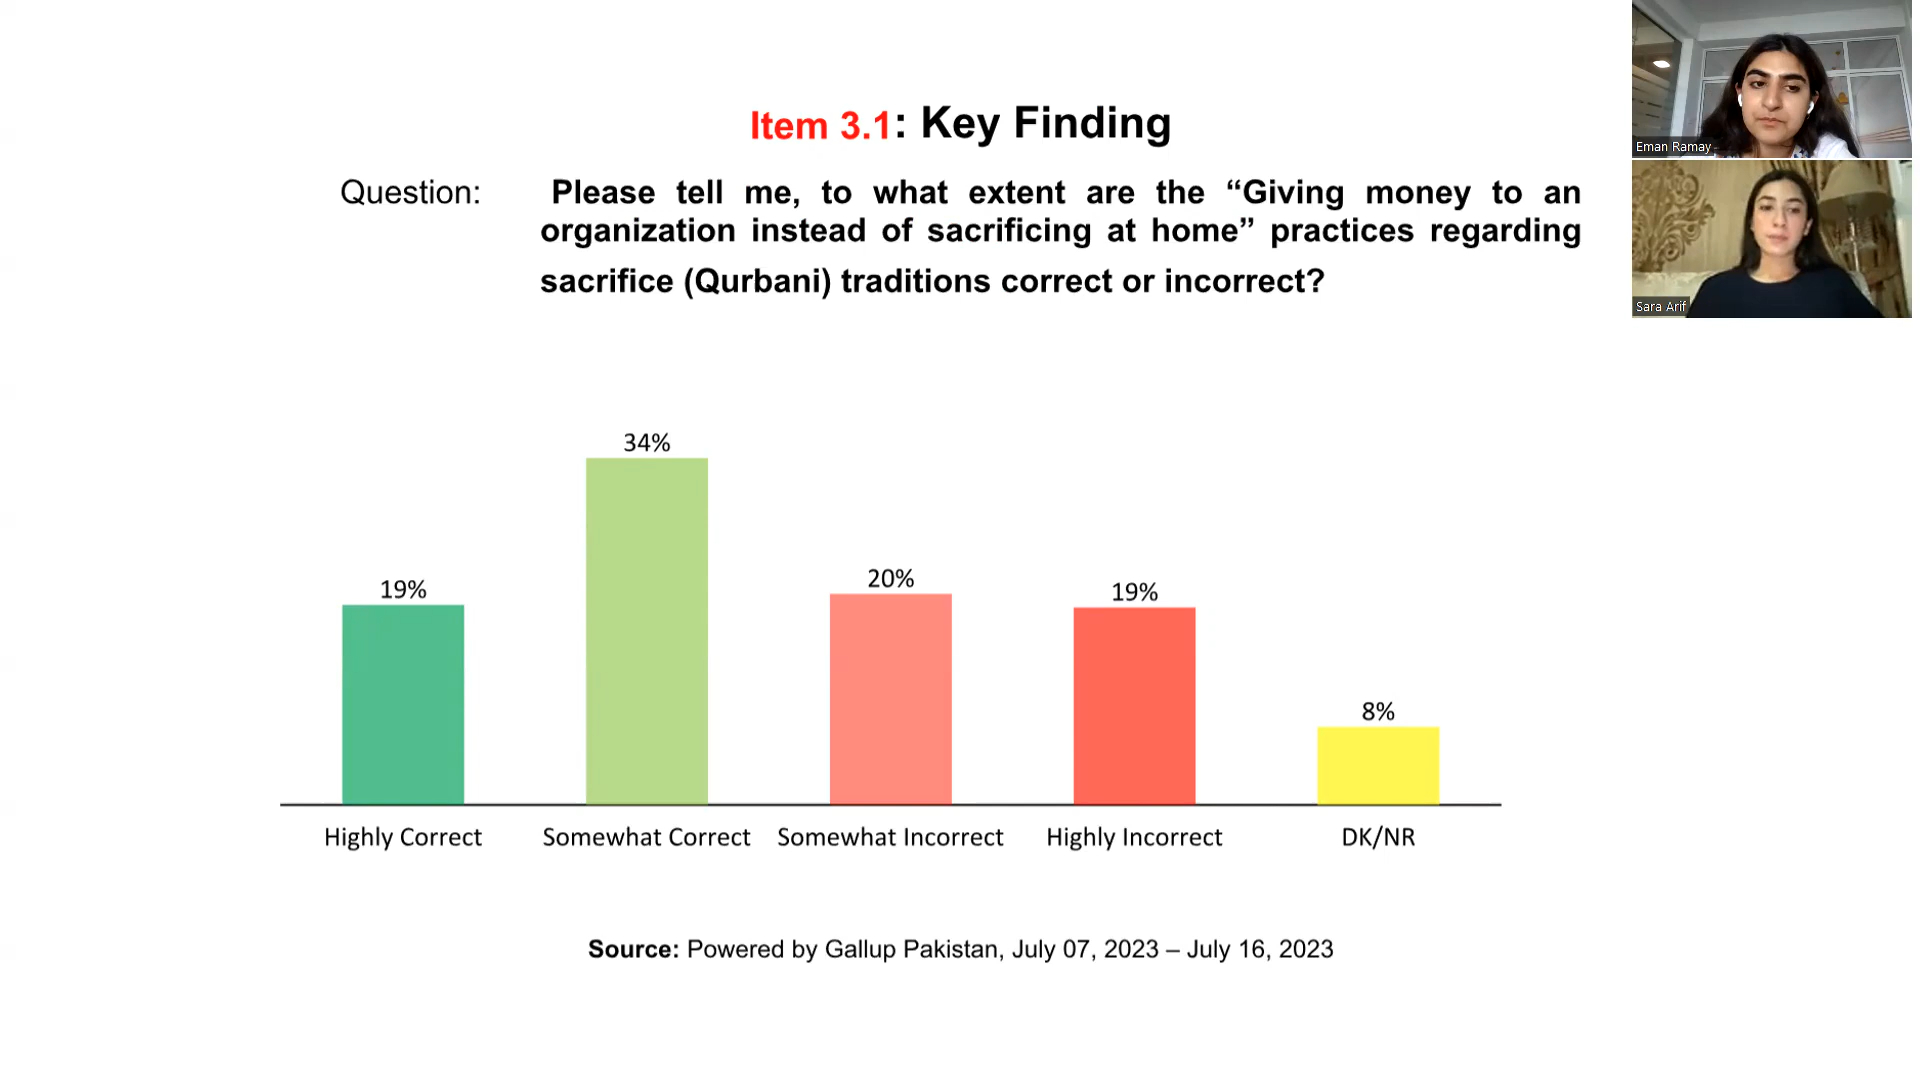 Item 3.1: Key Finding
Question: Please tell me, to what extent are the “Giving money to an
organization instead of sacrificing at home” practices regarding
sacrifice (Qurbani) traditions correct or incorrect?
19%
34%
20%
19%
8%
Highly Correct
Somewhat Correct
Somewhat Incorrect
Highly Incorrect
DK/NR
Source: Powered by Gallup Pakistan, July 07, 2023 – July 16, 2023
Eman Ramay
Sara Arif